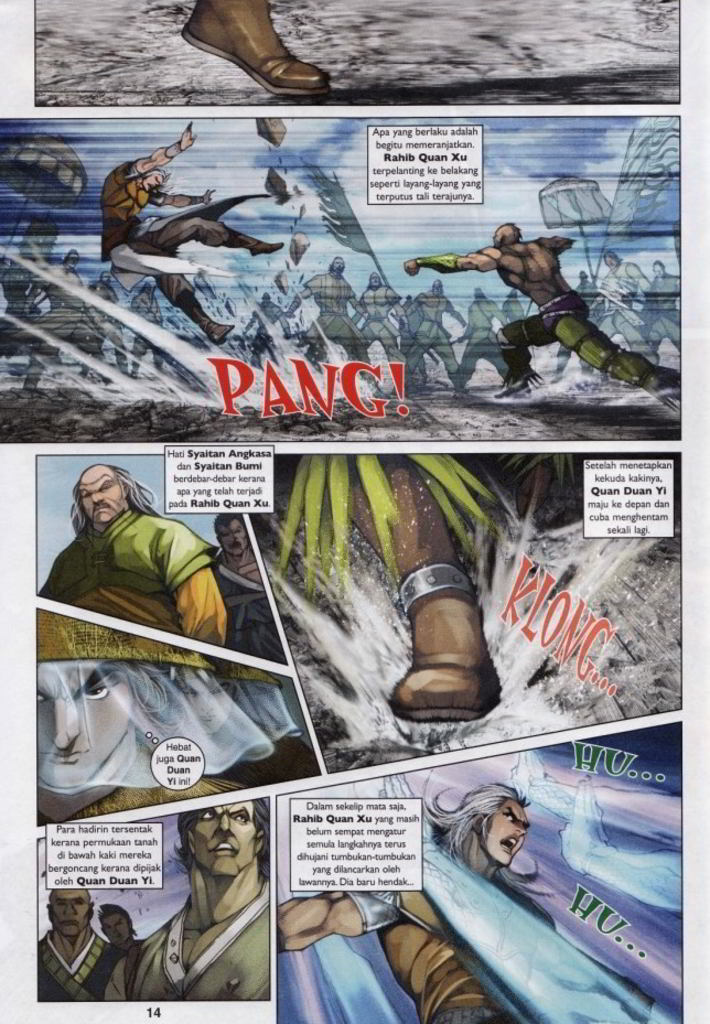 Apa yang berlaku adalah
begitu memeranjatkan.
Rahib Quan Xu
terpelanting ke belakang
seperti layang-layang yang
terputus tali terajunya.
PANG!
Hati Syaitan Angkasa
dan Syaitan Bumi
berdebar-debar kerana
apa yang telah terjadi
pada Rahib Quan Xu.
Setelah menetapkan
kekuda kakinya,
Quan Duan Yi
maju ke depan dan
cuba menghentam
sekali lagi.
KLONG...
Hebat
juga Quan
Duan
Yi ini!
Para hadirin tersentak
kerana permukaan tanah
di bawah kaki mereka
bergoncang kerana dipijak
oleh Quan Duan Yi.
Dalam sekelip mata saja,
Rahib Quan Xu yang masih
belum sempat mengatur
semula langkahnya terus
dihujani tumbukan-tumbukan
yang dilancarkan oleh
lawannya. Dia baru hendak...
HU...
HU...
14